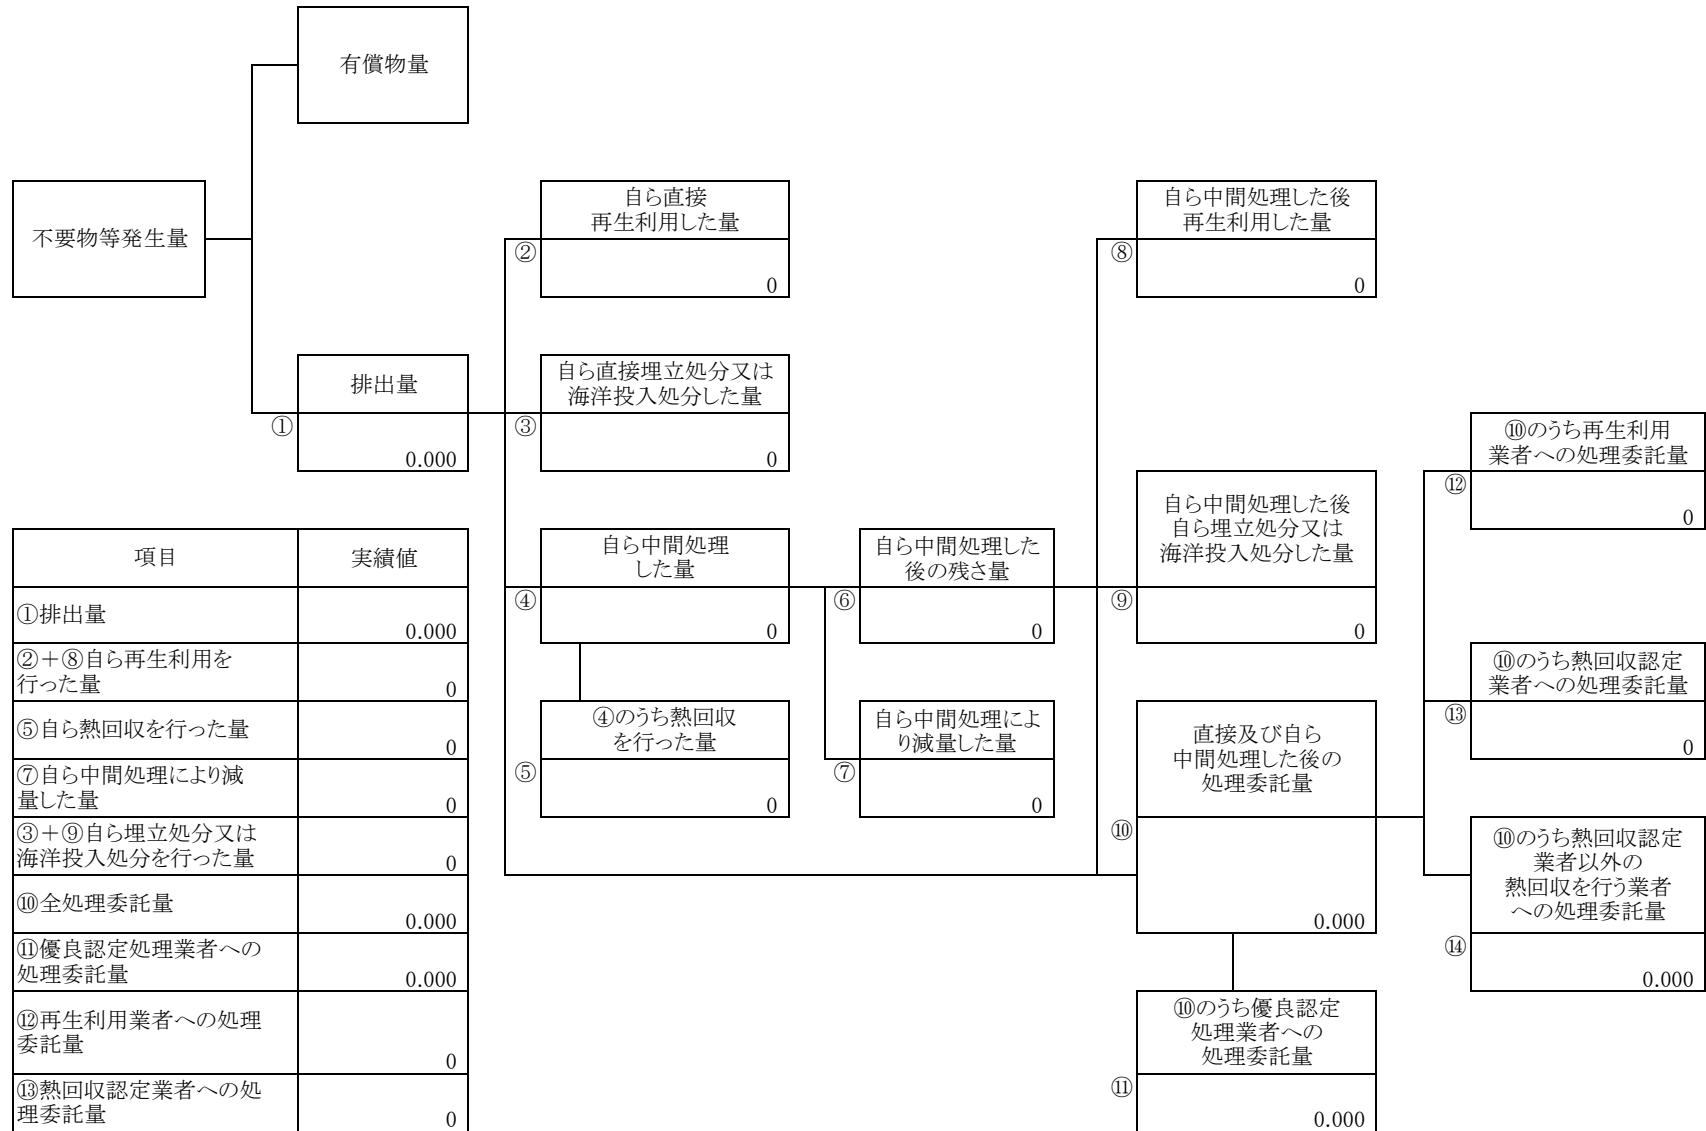 有償物量
不要物等発生量
自ら直接
再生利用した量
②
0
自ら中間処理した後
再生利用した量
⑧
0
排出量
①
0.000
自ら直接埋立処分又は
海洋投入処分した量
③
0
⑩のうち再生利用
業者への処理委託量
⑫
0
自ら中間処理した後
自ら埋立処分又は
海洋投入処分した量
⑨
0
自ら中間処理
した量
④
0
自ら中間処理した
後の残さ量
⑥
0
⑩のうち熱回収認定
業者への処理委託量
⑬
0
④のうち熱回収
を行った量
⑤
0
自ら中間処理によ
り減量した量
⑦
0
直接及び自ら
中間処理した後の
処理委託量
⑩
0.000
⑩のうち熱回収認定
業者以外の
熱回収を行う業者
への処理委託量
⑭
0.000
⑩のうち優良認定
処理業者への
処理委託量
⑪
0.000
項目 実績値
①排出量
0.000
②＋⑧自ら再生利用を
行った量 0
⑤自ら熱回収を行った量
0
⑦自ら中間処理により減
量した量 0
③＋⑨自ら埋立処分又は
海洋投入処分を行った量 0
⑩全処理委託量
0.000
⑪優良認定処理業者への
処理委託量 0.000
⑫再生利用業者への処理
委託量 0
⑬熱回収認定業者への処
理委託量 0